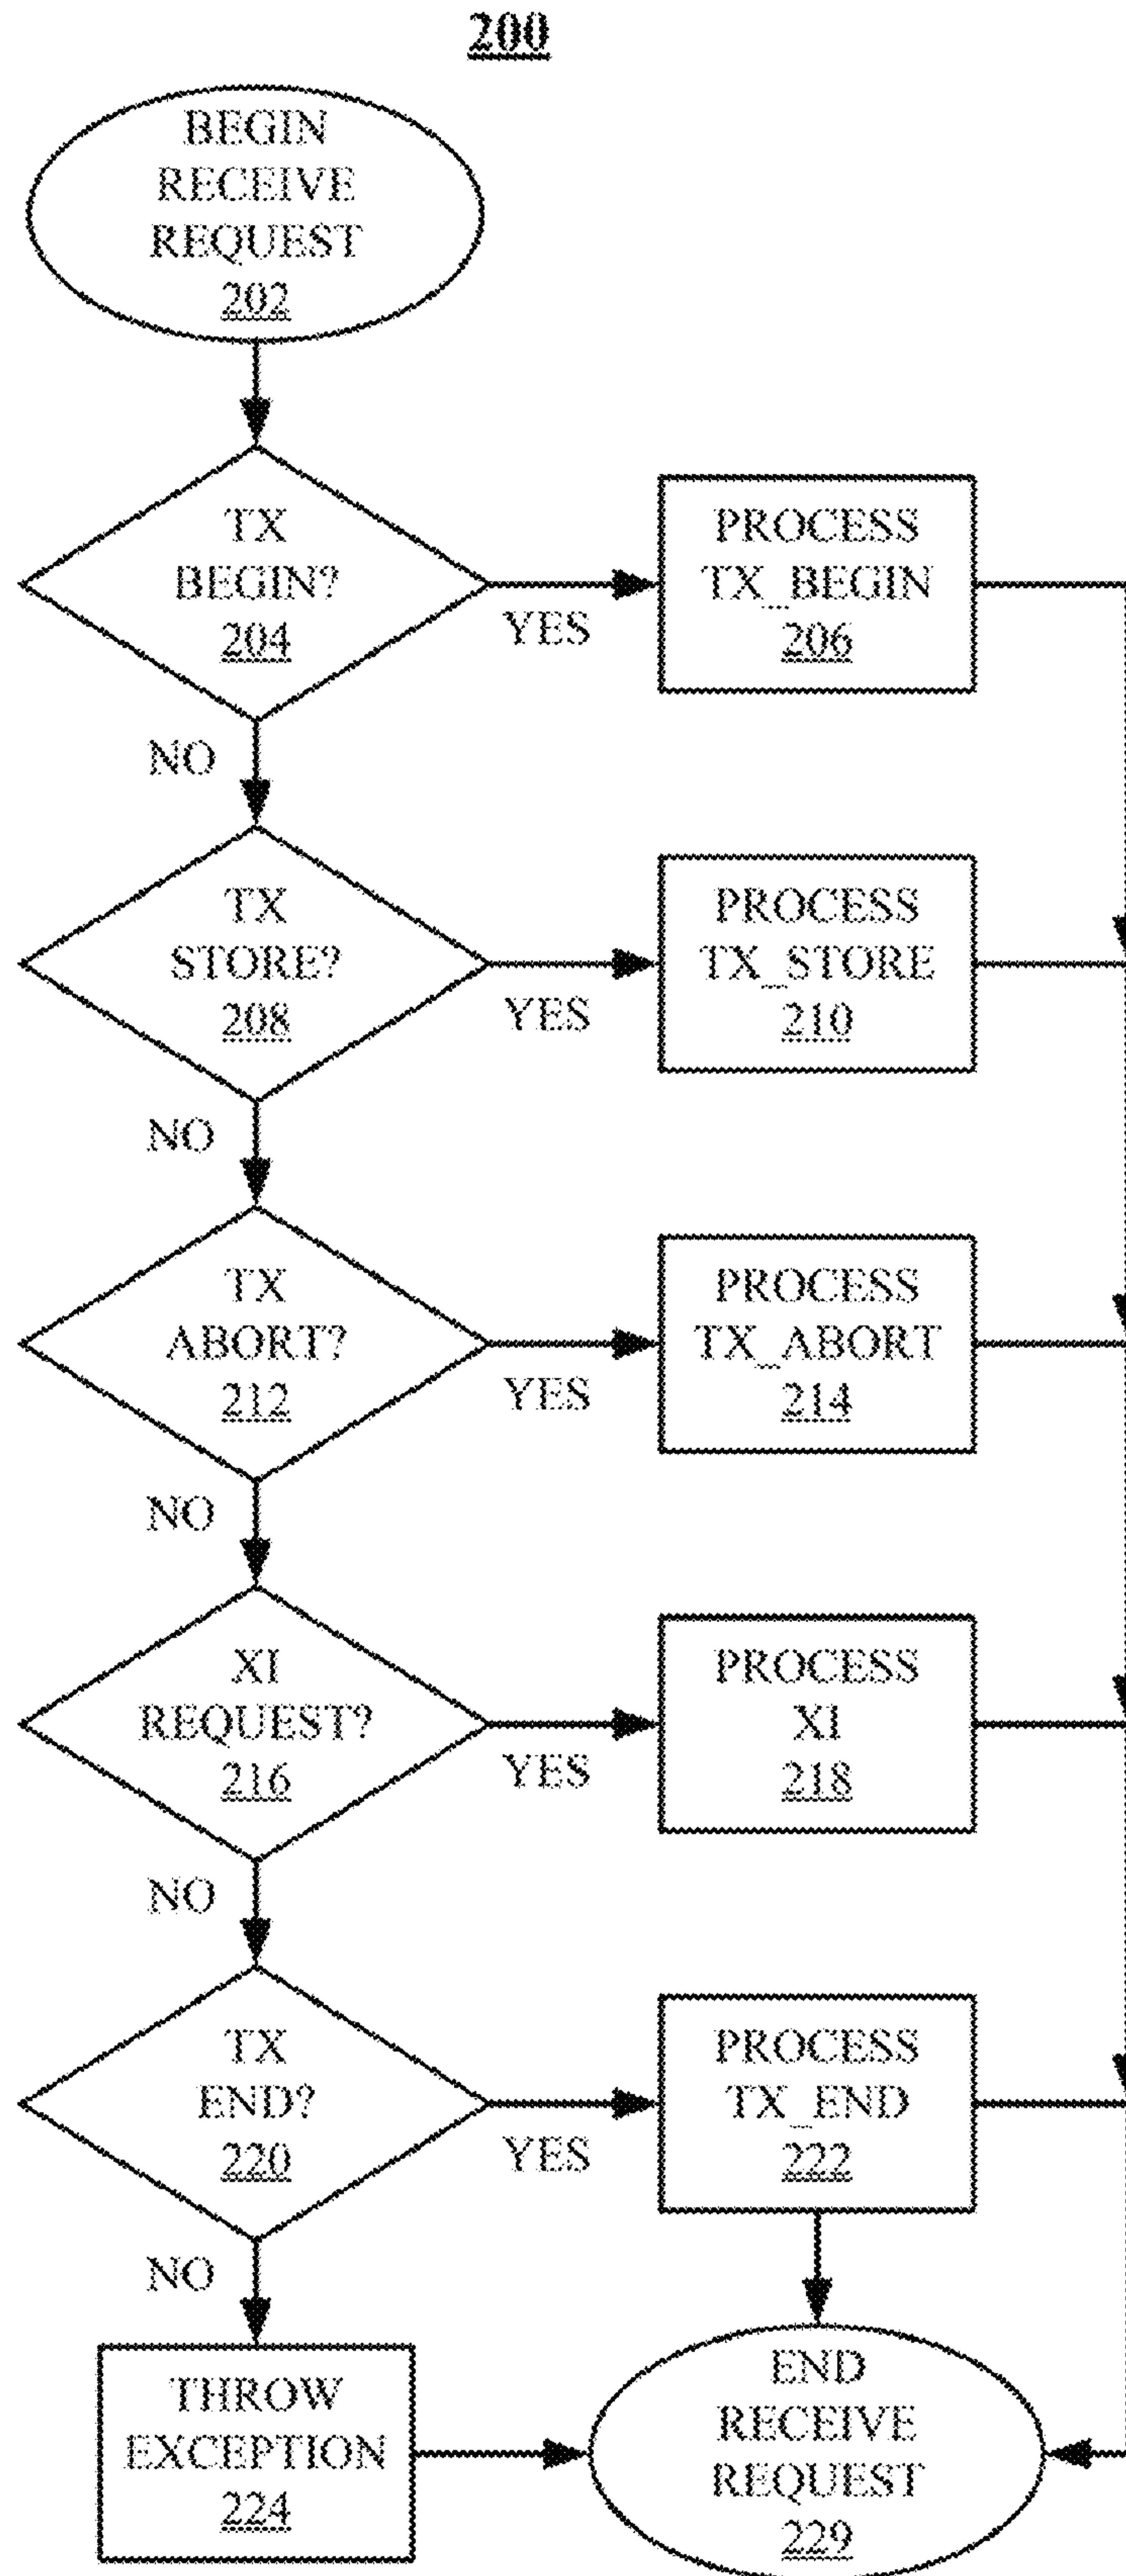 200
BEGIN
RECEIVE
REQUEST
202
TX
BEGIN?
204
YES
PROCESS
TX_BEGIN
206
NO
TX
STORE?
208
YES
PROCESS
TX_STORE
210
NO
TX
ABORT?
212
YES
PROCESS
TX_ABORT
214
NO
XI
REQUEST?
216
YES
PROCESS
XI
218
NO
TX
END?
220
YES
PROCESS
TX_END
222
NO
THROW
EXCEPTION
224
END
RECEIVE
REQUEST
229